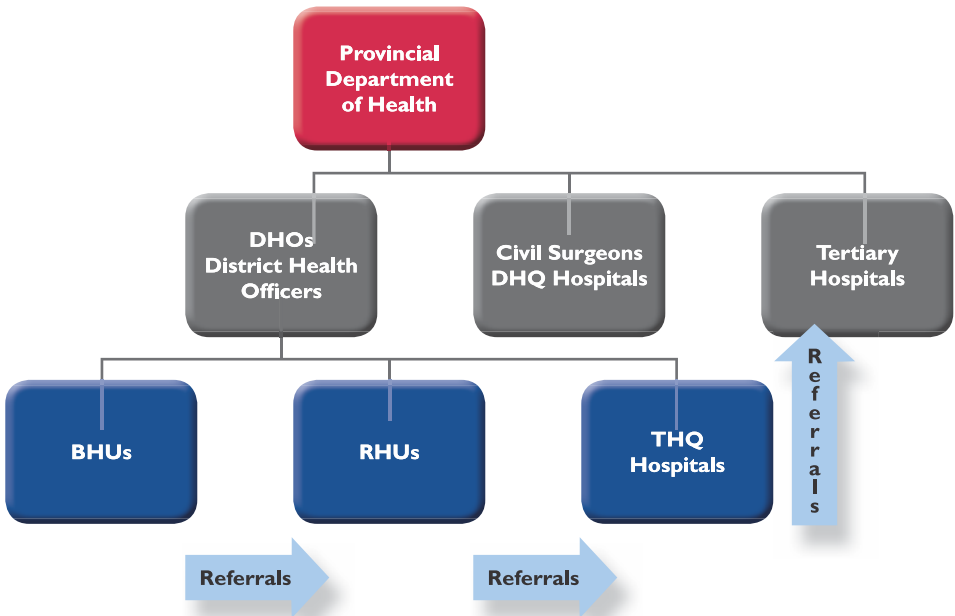 Provincial
Department
of Health
DHOs
District Health
Officers
Civil Surgeons
DHQ Hospitals
Tertiary
Hospitals
BHUs
RHUs
THQ
Hospitals
Referrals
Referrals
Referrals